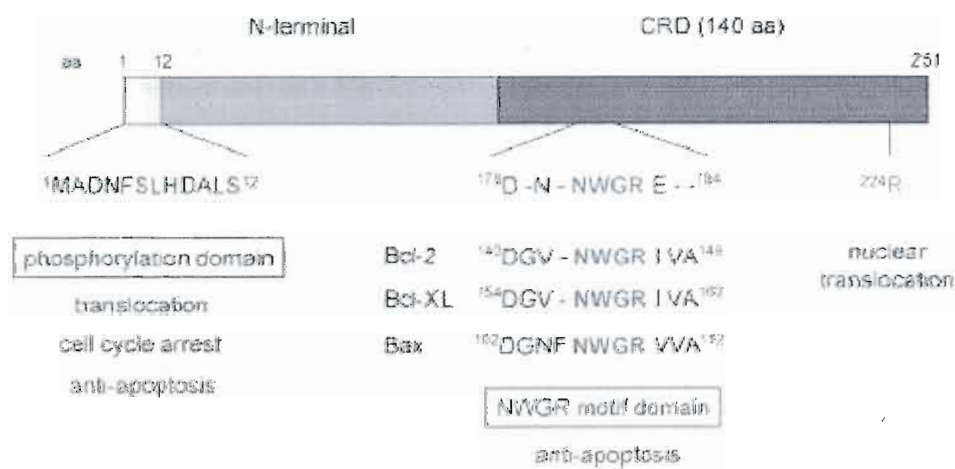 N-terminal CRD (140 aa)
aa 1 12 251
¹MADNFSLHDALS¹² ¹⁷⁸D - N - NWGR E - - ¹⁸⁴ ²²⁴R
phosphorylation domain
translocation
cell cycle arrest
anti-apoptosis
Bcl-2 DGV - NWGR I VA
Bcl-XL DGV - NWGR I VA
Bax DGNF NWGR VVA
NWGR motif domain
anti-apoptosis
nuclear
translocation